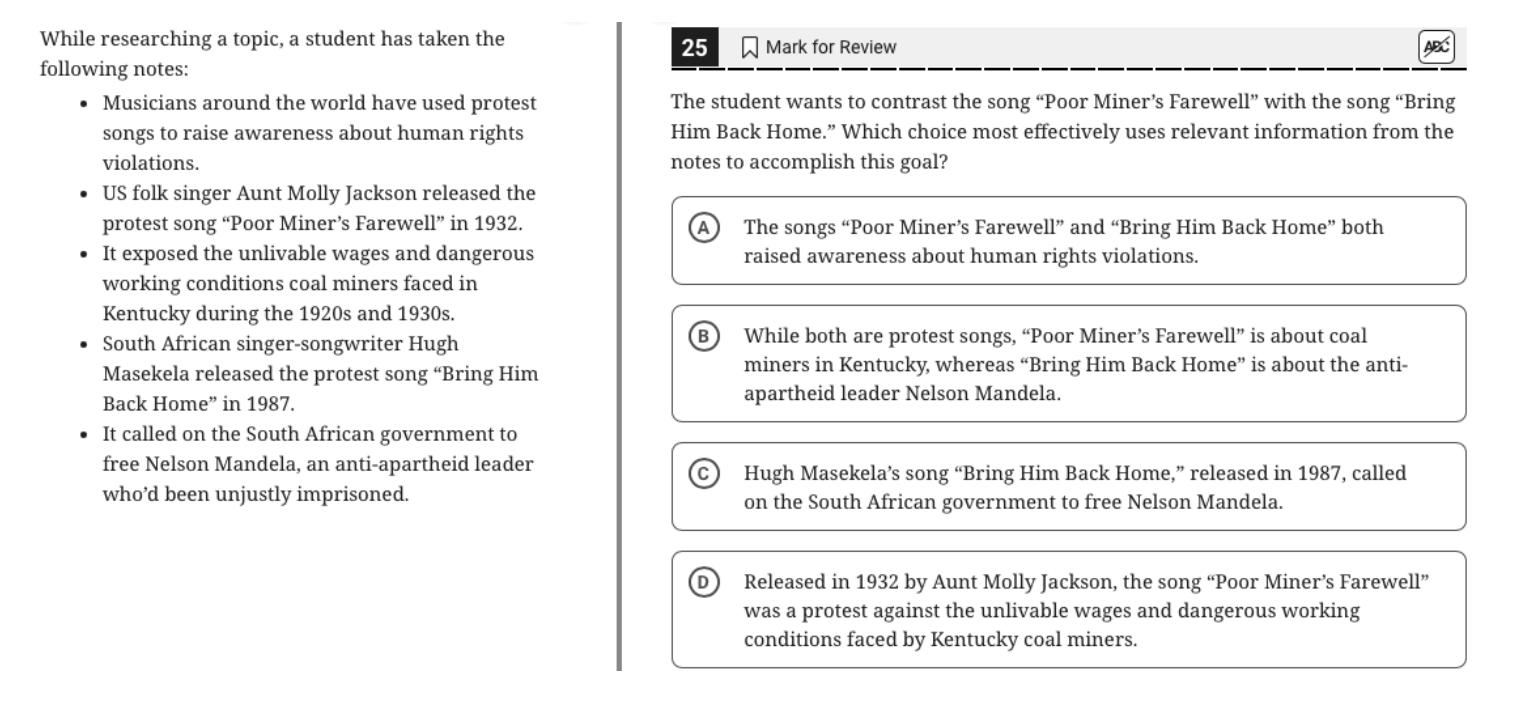 While researching a topic, a student has taken the
following notes:
• Musicians around the world have used protest
songs to raise awareness about human rights
violations.
• US folk singer Aunt Molly Jackson released the
protest song “Poor Miner’s Farewell” in 1932.
• It exposed the unlivable wages and dangerous
working conditions coal miners faced in
Kentucky during the 1920s and 1930s.
• South African singer-songwriter Hugh
Masekela released the protest song “Bring Him
Back Home” in 1987.
• It called on the South African government to
free Nelson Mandela, an anti-apartheid leader
who’d been unjustly imprisoned.
25 Mark for Review ABC
The student wants to contrast the song “Poor Miner’s Farewell” with the song “Bring
Him Back Home.” Which choice most effectively uses relevant information from the
notes to accomplish this goal?
A The songs “Poor Miner’s Farewell” and “Bring Him Back Home” both
raised awareness about human rights violations.
B While both are protest songs, “Poor Miner’s Farewell” is about coal
miners in Kentucky, whereas “Bring Him Back Home” is about the anti-
apartheid leader Nelson Mandela.
C Hugh Masekela’s song “Bring Him Back Home,” released in 1987, called
on the South African government to free Nelson Mandela.
D Released in 1932 by Aunt Molly Jackson, the song “Poor Miner’s Farewell”
was a protest against the unlivable wages and dangerous working
conditions faced by Kentucky coal miners.